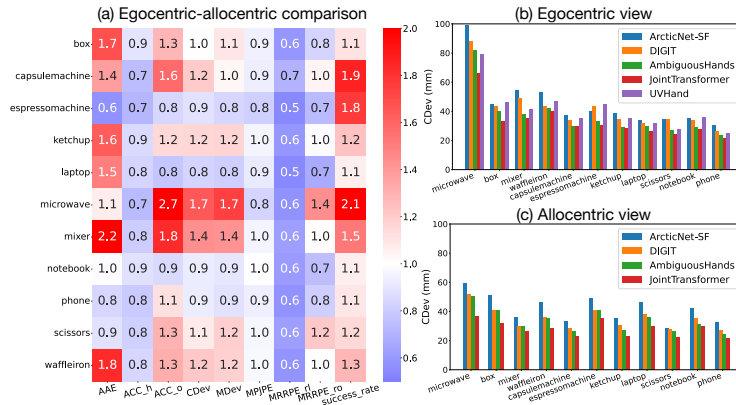 (a) Egocentric-allocentric comparison
box 1.7 0.9 1.3 1.0 1.1 0.9 0.6 0.8 1.1
capsulemachine 1.4 0.7 1.6 1.2 1.0 0.9 0.7 1.0 1.9
espressomachine 0.6 0.7 0.8 0.9 0.8 0.8 0.5 0.7 1.8
ketchup 1.6 0.9 1.2 1.2 1.2 1.0 0.6 1.0 1.2
laptop 1.5 0.8 0.8 0.8 0.8 0.9 0.5 0.7 1.1
microwave 1.1 0.7 2.7 1.7 1.7 0.8 0.6 1.4 2.1
mixer 2.2 0.8 1.8 1.4 1.4 1.0 0.6 1.0 1.5
notebook 1.0 0.9 0.9 0.9 0.9 1.0 0.6 0.7 1.1
phone 0.8 0.8 1.1 0.9 0.9 1.0 0.6 0.8 1.1
scissors 0.9 0.8 1.3 1.1 1.2 1.0 0.6 1.2 1.2
waffleiron 1.8 0.8 1.3 1.2 1.2 1.0 0.6 1.0 1.3
AAE ACC_h ACC_o CDev MDev MPJPE MRRPE_rl MRRPE_ro success_rate
2.0
1.8
1.6
1.4
1.2
1.0
0.8
0.6
(b) Egocentric view
ArcticNet-SF
DIGIT
AmbiguousHands
JointTransformer
UVHand
CDev (mm)
100
80
60
40
20
0
microwave box mixer waffleiron capsulemachine espressomachine ketchup laptop scissors notebook phone
(c) Allocentric view
ArcticNet-SF
DIGIT
AmbiguousHands
JointTransformer
CDev (mm)
100
80
60
40
20
0
microwave box mixer waffleiron capsulemachine espressomachine ketchup laptop scissors notebook phone